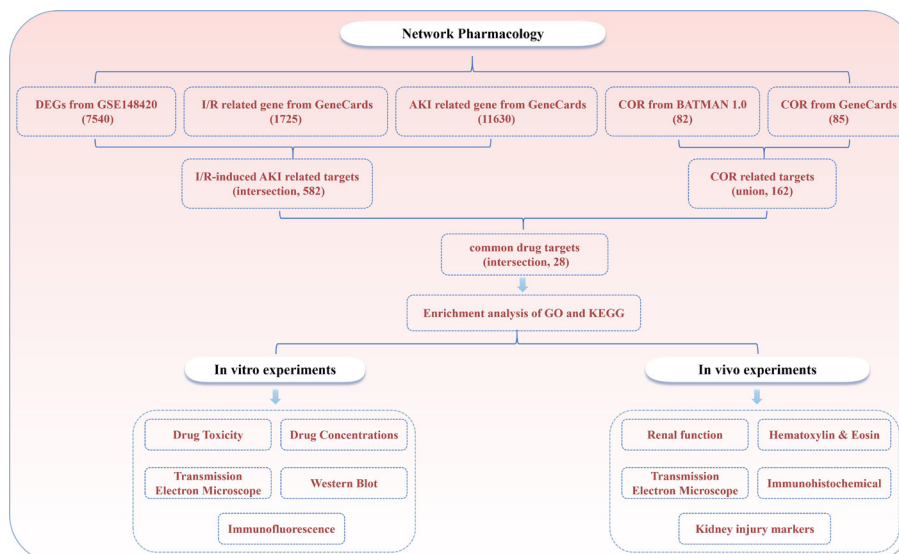 Network Pharmacology
DEGs from GSE148420
(7540)
I/R related gene from GeneCards
(1725)
AKI related gene from GeneCards
(11630)
COR from BATMAN 1.0
(82)
COR from GeneCards
(85)
I/R-induced AKI related targets
(intersection, 582)
COR related targets
(union, 162)
common drug targets
(intersection, 28)
Enrichment analysis of GO and KEGG
In vitro experiments
In vivo experiments
Drug Toxicity
Drug Concentrations
Transmission
Electron Microscope
Western Blot
Immunofluorescence
Renal function
Hematoxylin & Eosin
Transmission
Electron Microscope
Immunohistochemical
Kidney injury markers